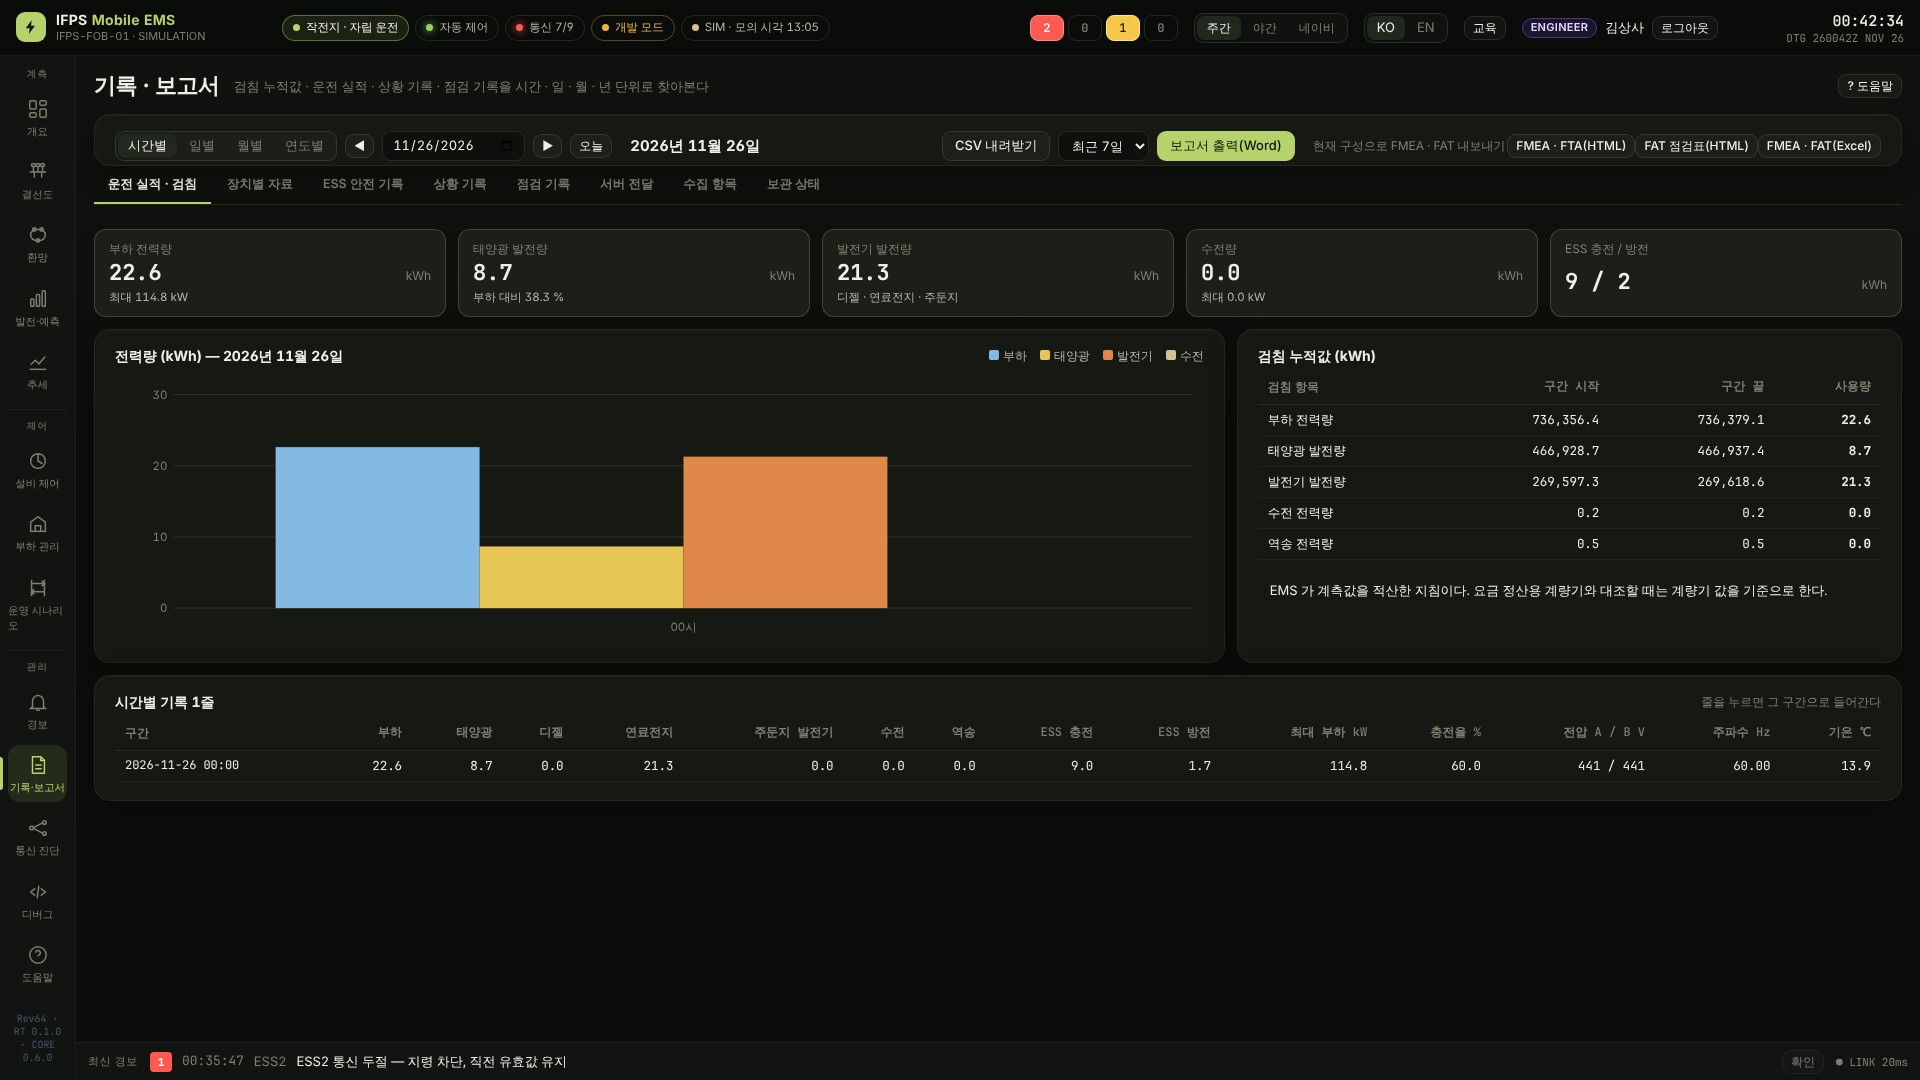 IFPS Mobile EMS
IFPS-FOB-01 · SIMULATION
작전지 · 자립 운전
자동 제어
통신 7/9
개발 모드
SIM · 모의 시각 13:05
2 0 1 0
주간 야간 네이비
KO EN
교육
ENGINEER 김상사 로그아웃
00:42:34
DTG 260042Z NOV 26
계측
개요
결선도
환망
발전·예측
추세
제어
설비 제어
부하 관리
운영 시나리
오
관리
경보
기록·보고서
통신 진단
디버그
도움말
Rev64 ·
RT 0.1.0
· CORE
0.6.0
기록 · 보고서 검침 누적값 · 운전 실적 · 상황 기록 · 점검 기록을 시간 · 일 · 월 · 년 단위로 찾아본다
? 도움말
시간별 일별 월별 연도별 ◀ 11/26/2026 ▶ 오늘 2026년 11월 26일
CSV 내려받기 최근 7일 보고서 출력(Word) 현재 구성으로 FMEA · FAT 내보내기 FMEA · FTA(HTML) FAT 점검표(HTML) FMEA · FAT(Excel)
운전 실적 · 검침 장치별 자료 ESS 안전 기록 상황 기록 점검 기록 서버 전달 수집 항목 보관 상태
부하 전력량
22.6 kWh
최대 114.8 kW
태양광 발전량
8.7 kWh
부하 대비 38.3 %
발전기 발전량
21.3 kWh
디젤 · 연료전지 · 주둔지
수전량
0.0 kWh
최대 0.0 kW
ESS 충전 / 방전
9 / 2 kWh
전력량 (kWh) — 2026년 11월 26일
부하 태양광 발전기 수전
30
20
10
0
00시
검침 누적값 (kWh)
검침 항목 구간 시작 구간 끝 사용량
부하 전력량 736,356.4 736,379.1 22.6
태양광 발전량 466,928.7 466,937.4 8.7
발전기 발전량 269,597.3 269,618.6 21.3
수전 전력량 0.2 0.2 0.0
역송 전력량 0.5 0.5 0.0
EMS 가 계측값을 적산한 지침이다. 요금 정산용 계량기와 대조할 때는 계량기 값을 기준으로 한다.
시간별 기록 1줄
줄을 누르면 그 구간으로 들어간다
구간 부하 태양광 디젤 연료전지 주둔지 발전기 수전 역송 ESS 충전 ESS 방전 최대 부하 kW 충전율 % 전압 A / B V 주파수 Hz 기온 ℃
2026-11-26 00:00 22.6 8.7 0.0 21.3 0.0 0.0 0.0 9.0 1.7 114.8 60.0 441 / 441 60.00 13.9
최신 경보 1 00:35:47 ESS2 ESS2 통신 두절 — 지령 차단, 직전 유효값 유지
확인 LINK 20ms